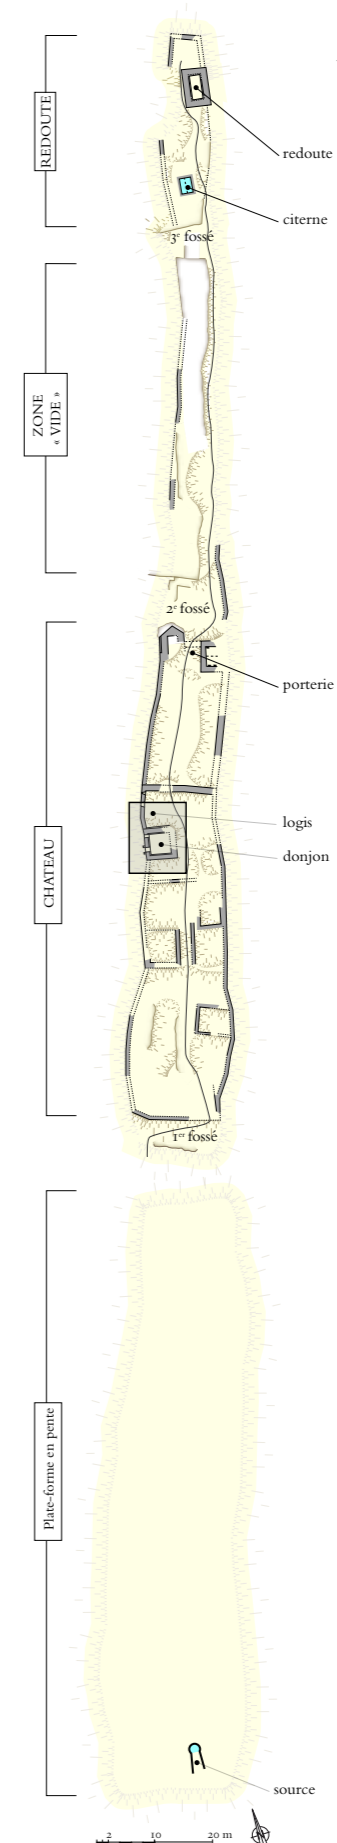 REDOUTE
redoute
citerne
3e fossé
ZONE
« VIDE »
2e fossé
porterie
CHATEAU
logis
donjon
1er fossé
Plate-forme en pente
source
2 10 20 m
N